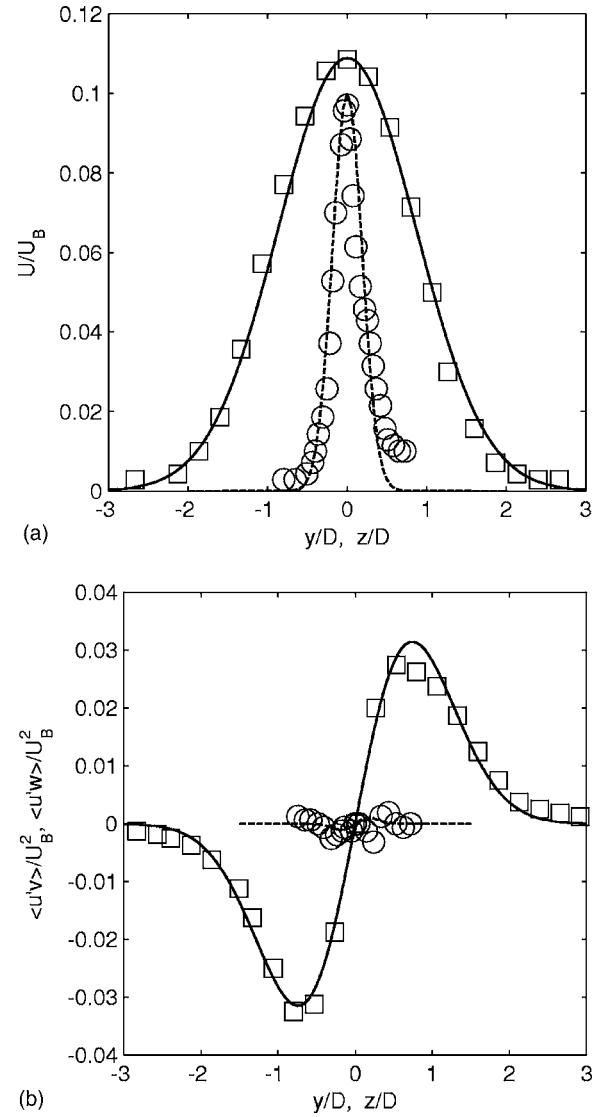 0.12
0.1
0.08
0.06
0.04
0.02
0
U/U_B
-3 -2 -1 0 1 2 3
y/D, z/D
(a)
0.04
0.03
0.02
0.01
0
-0.01
-0.02
-0.03
-0.04
<u'v>/U_B^2, <u'w>/U_B^2
-3 -2 -1 0 1 2 3
y/D, z/D
(b)